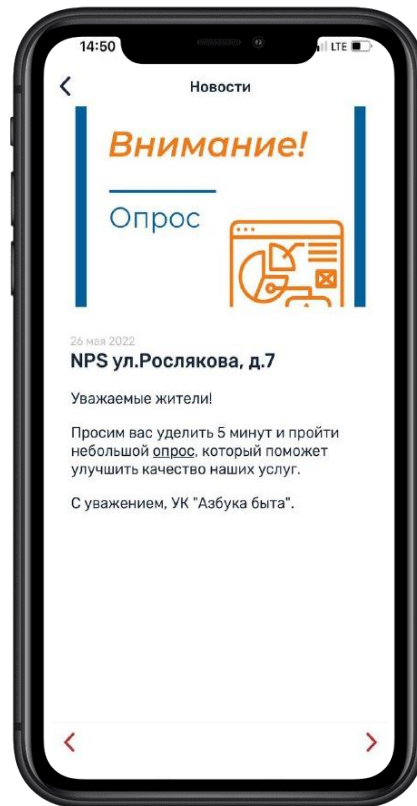 14:50
LTE
Новости
Внимание!
Опрос
26 мая 2022
NPS ул.Рослякова, д.7
Уважаемые жители!
Просим вас уделить 5 минут и пройти
небольшой опрос, который поможет
улучшить качество наших услуг.
С уважением, УК "Азбука быта".